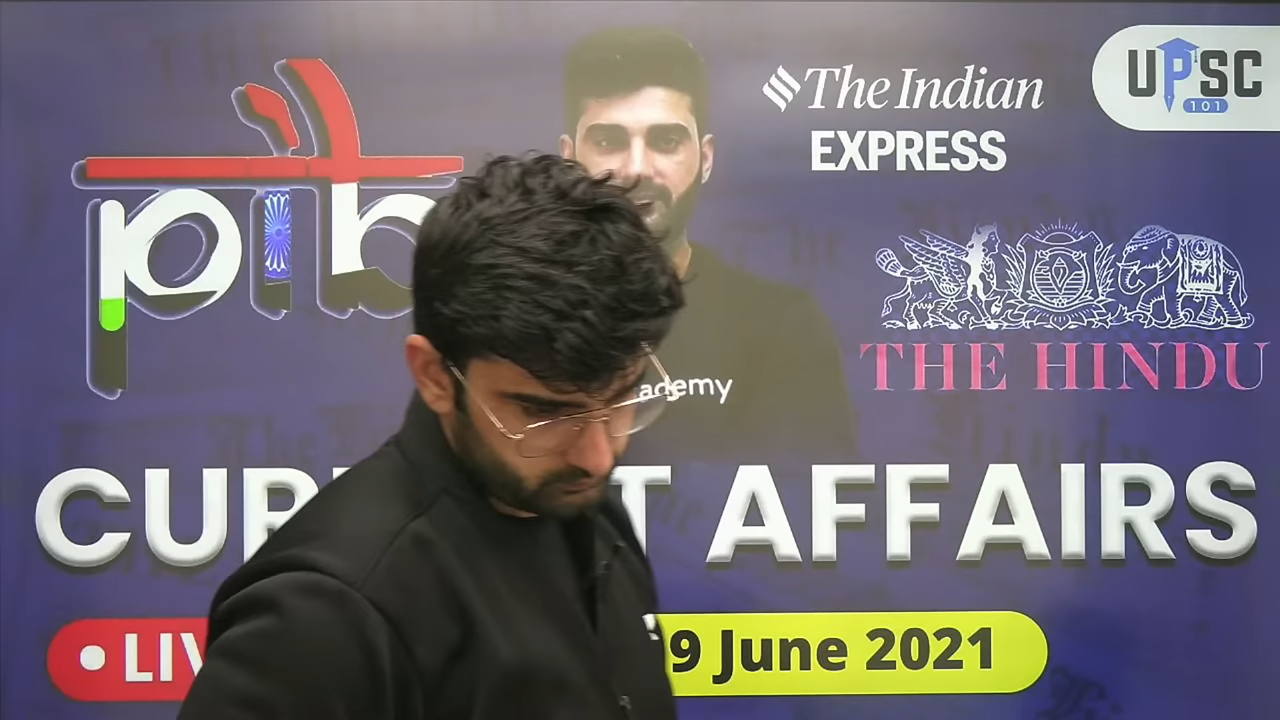 pib
The Indian
EXPRESS
UPSC
101
THE HINDU
ademy
CUR T AFFAIRS
LIV
9 June 2021